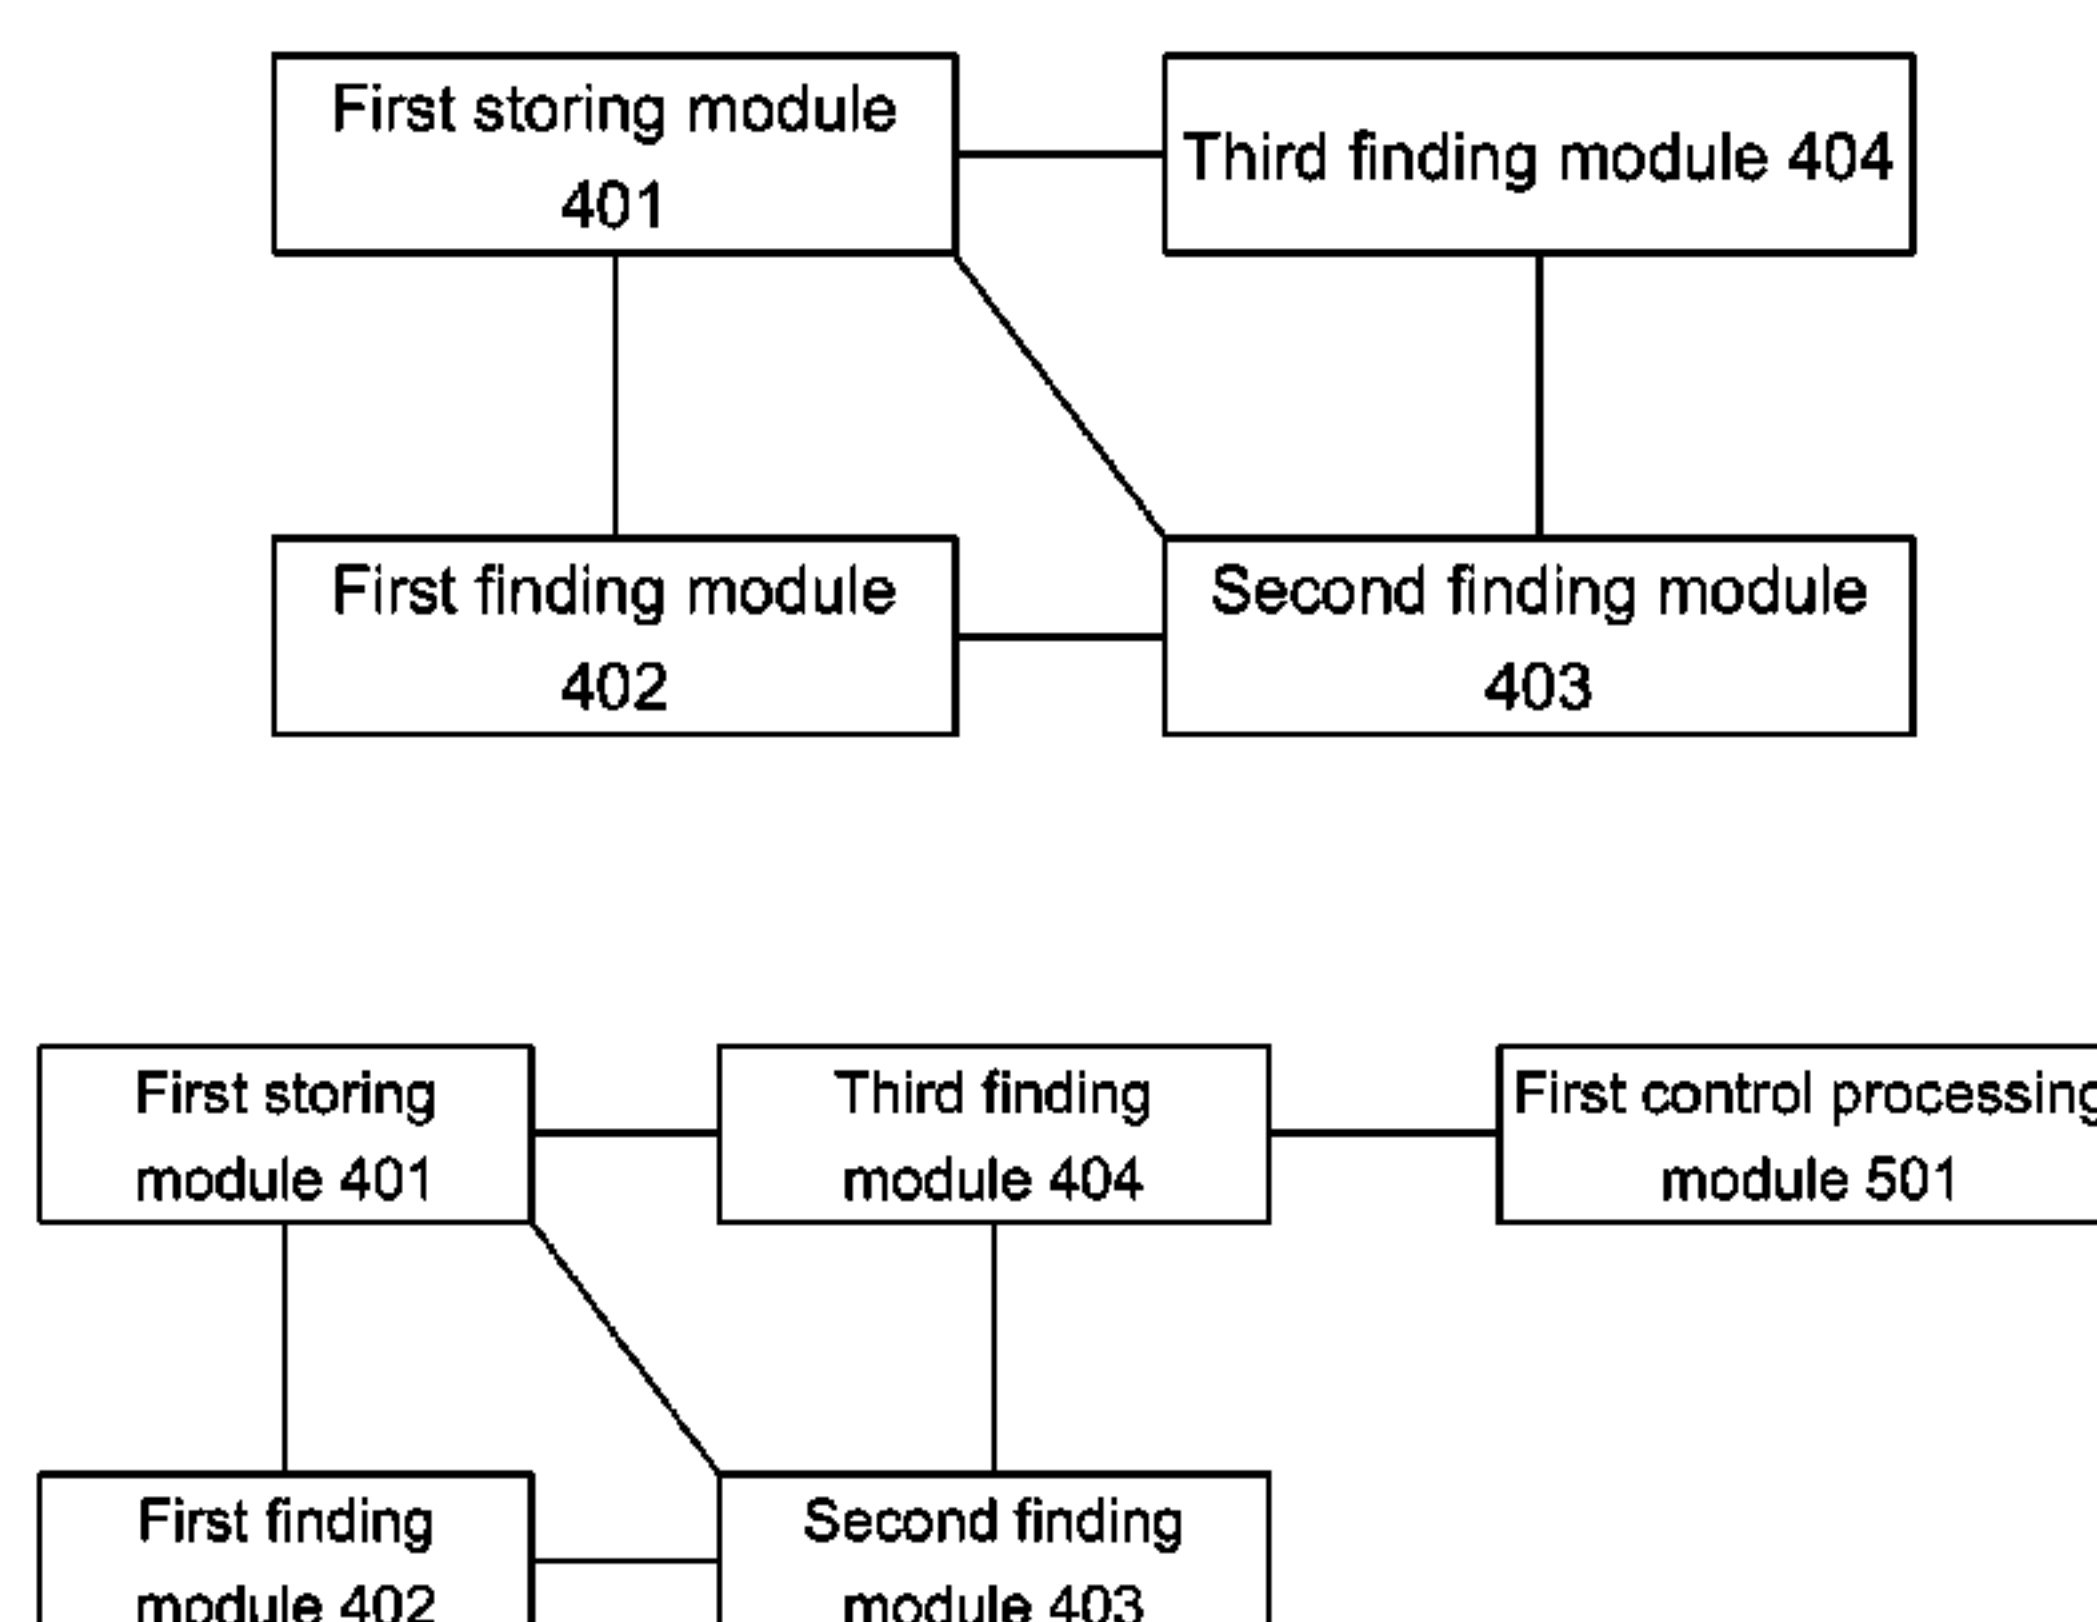 First storing module
401
Third finding module 404
First finding module
402
Second finding module
403
First storing
module 401
Third finding
module 404
First control processing
module 501
First finding
module 402
Second finding
module 403